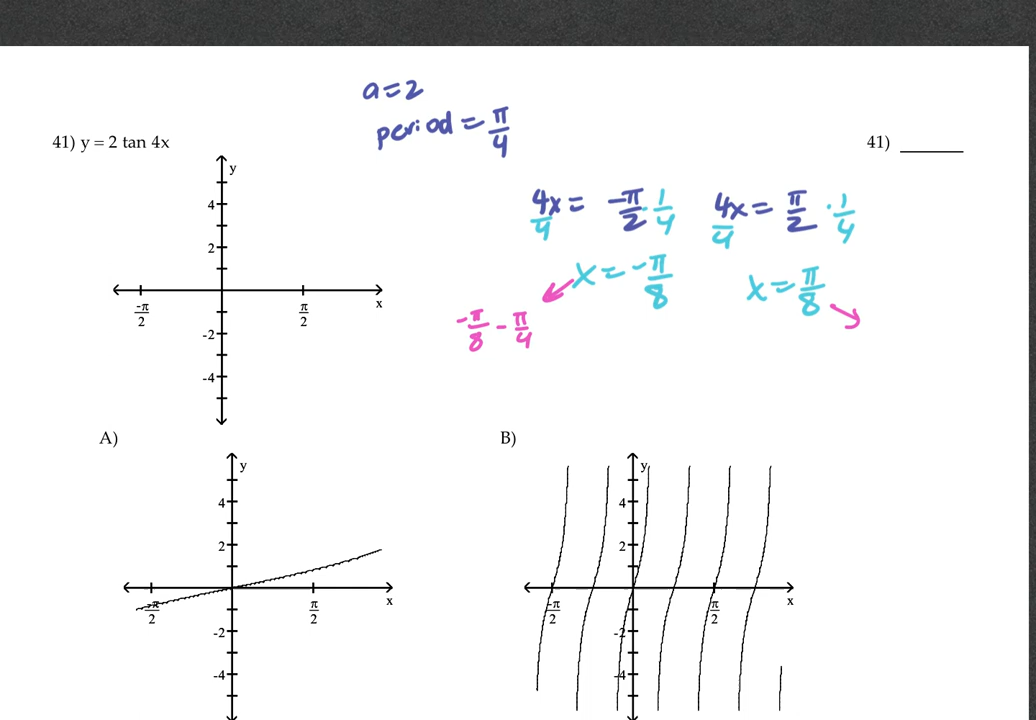 a=2
period = π/4
41) y = 2 tan 4x
41) ______
y
4
2
-π/2
π/2
x
-2
-4
4x/4 = -π/2 · 1/4
4x/4 = π/2 · 1/4
x = -π/8
x = π/8
-π/8 - π/4
A)
y
4
2
-π/2
π/2
x
-2
-4
B)
y
4
2
-π/2
π/2
x
-2
-4